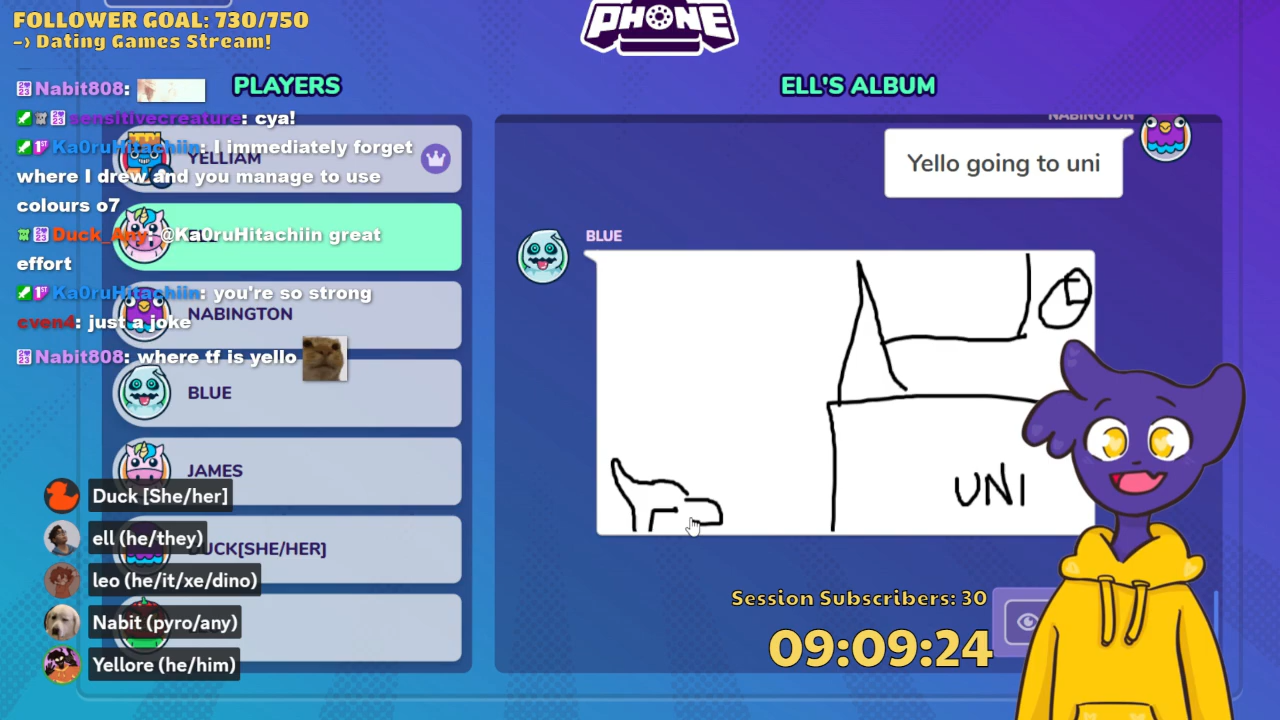 FOLLOWER GOAL: 730/750
-> Dating Games Stream!
PHONE
PLAYERS
ELL'S ALBUM
Nabit808:
sensitivecreature: cya!
Ka0ruHitachiin: I immediately forget
where I drew and you manage to use
colours o7
Duck_Any: @Ka0ruHitachiin great
effort
Ka0ruHitachiin: you're so strong
cven4: just a joke
Nabit808: where tf is yello
YELLIAM
NABINGTON
BLUE
JAMES
DUCK[SHE/HER]
Duck [She/her]
ell (he/they)
leo (he/it/xe/dino)
Nabit (pyro/any)
Yellore (he/him)
NABINGTON
Yello going to uni
BLUE
UNI
Session Subscribers: 30
09:09:24